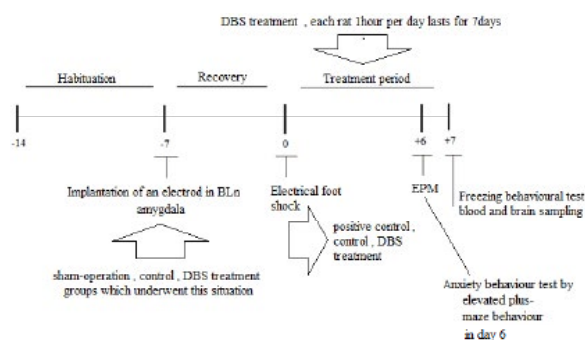 DBS treatment , each rat 1hour per day lasts for 7days
Habituation
Recovery
Treatment period
-14
-7
0
+6
+7
Implantation of an electrod in BLn
amygdala
Electrical foot
shock
EPM
Freezing behavioural test
blood and brain sampling
positive control ,
control , DBS
treatment
sham-operation , control , DBS treatment
groups which underwent this situation
Anxiety behaviour test by
elevated plus-
maze behaviour
in day 6